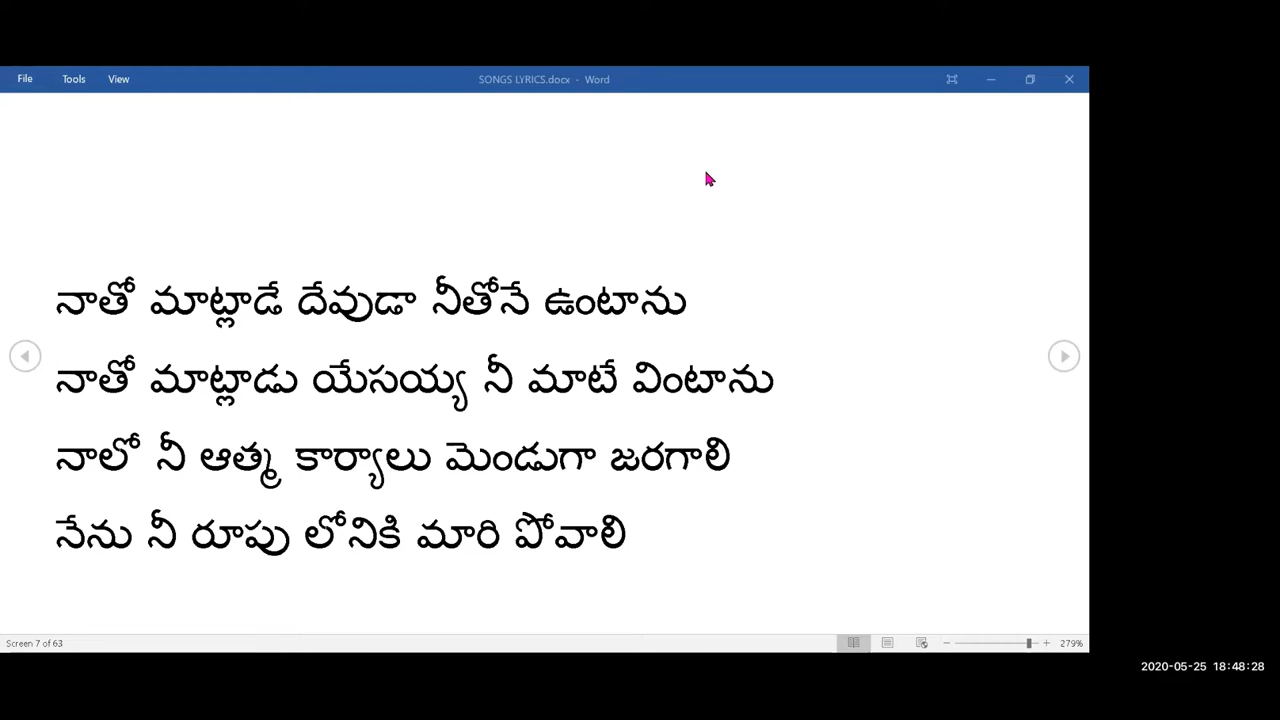 File Tools View SONGS LYRICS.docx - Word
నాతో మాట్లాడే దేవుడా నీతోనే ఉంటాను
నాతో మాట్లాడు యేసయ్య నీ మాటే వింటాను
నాలో నీ ఆత్మ కార్యాలు మెండుగా జరగాలి
నేను నీ రూపు లోనికి మారి పోవాలి
Screen 7 of 63 279%
2020-05-25 18:48:28